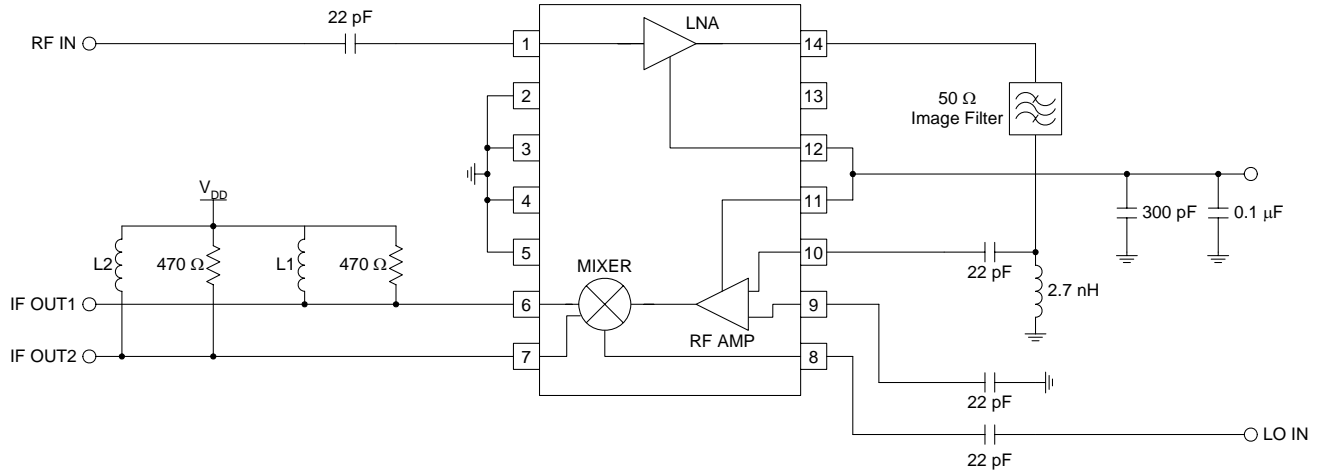 22 pF
LNA
RF IN
1
14
2
13
50 Ω
Image Filter
3
12
V_DD
4
11
300 pF
0.1 µF
L2
470 Ω
L1
470 Ω
5
10
MIXER
22 pF
2.7 nH
IF OUT1
6
9
RF AMP
IF OUT2
7
8
22 pF
LO IN
22 pF